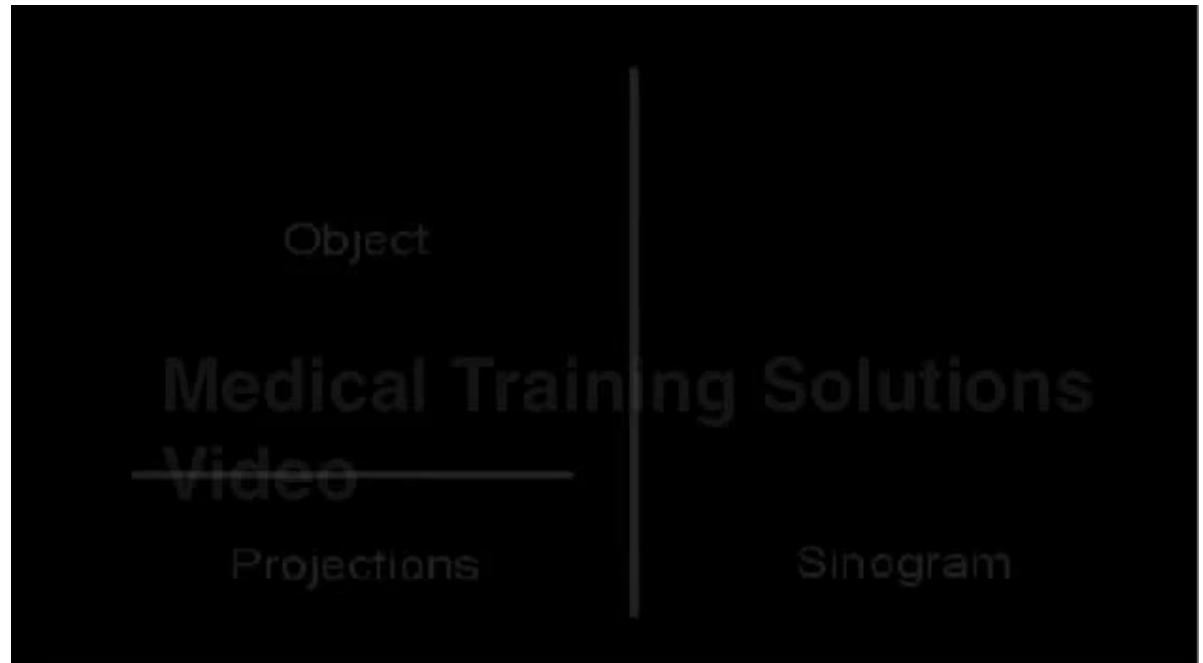 Object
Medical Training Solutions
Video
Projections
Sinogram